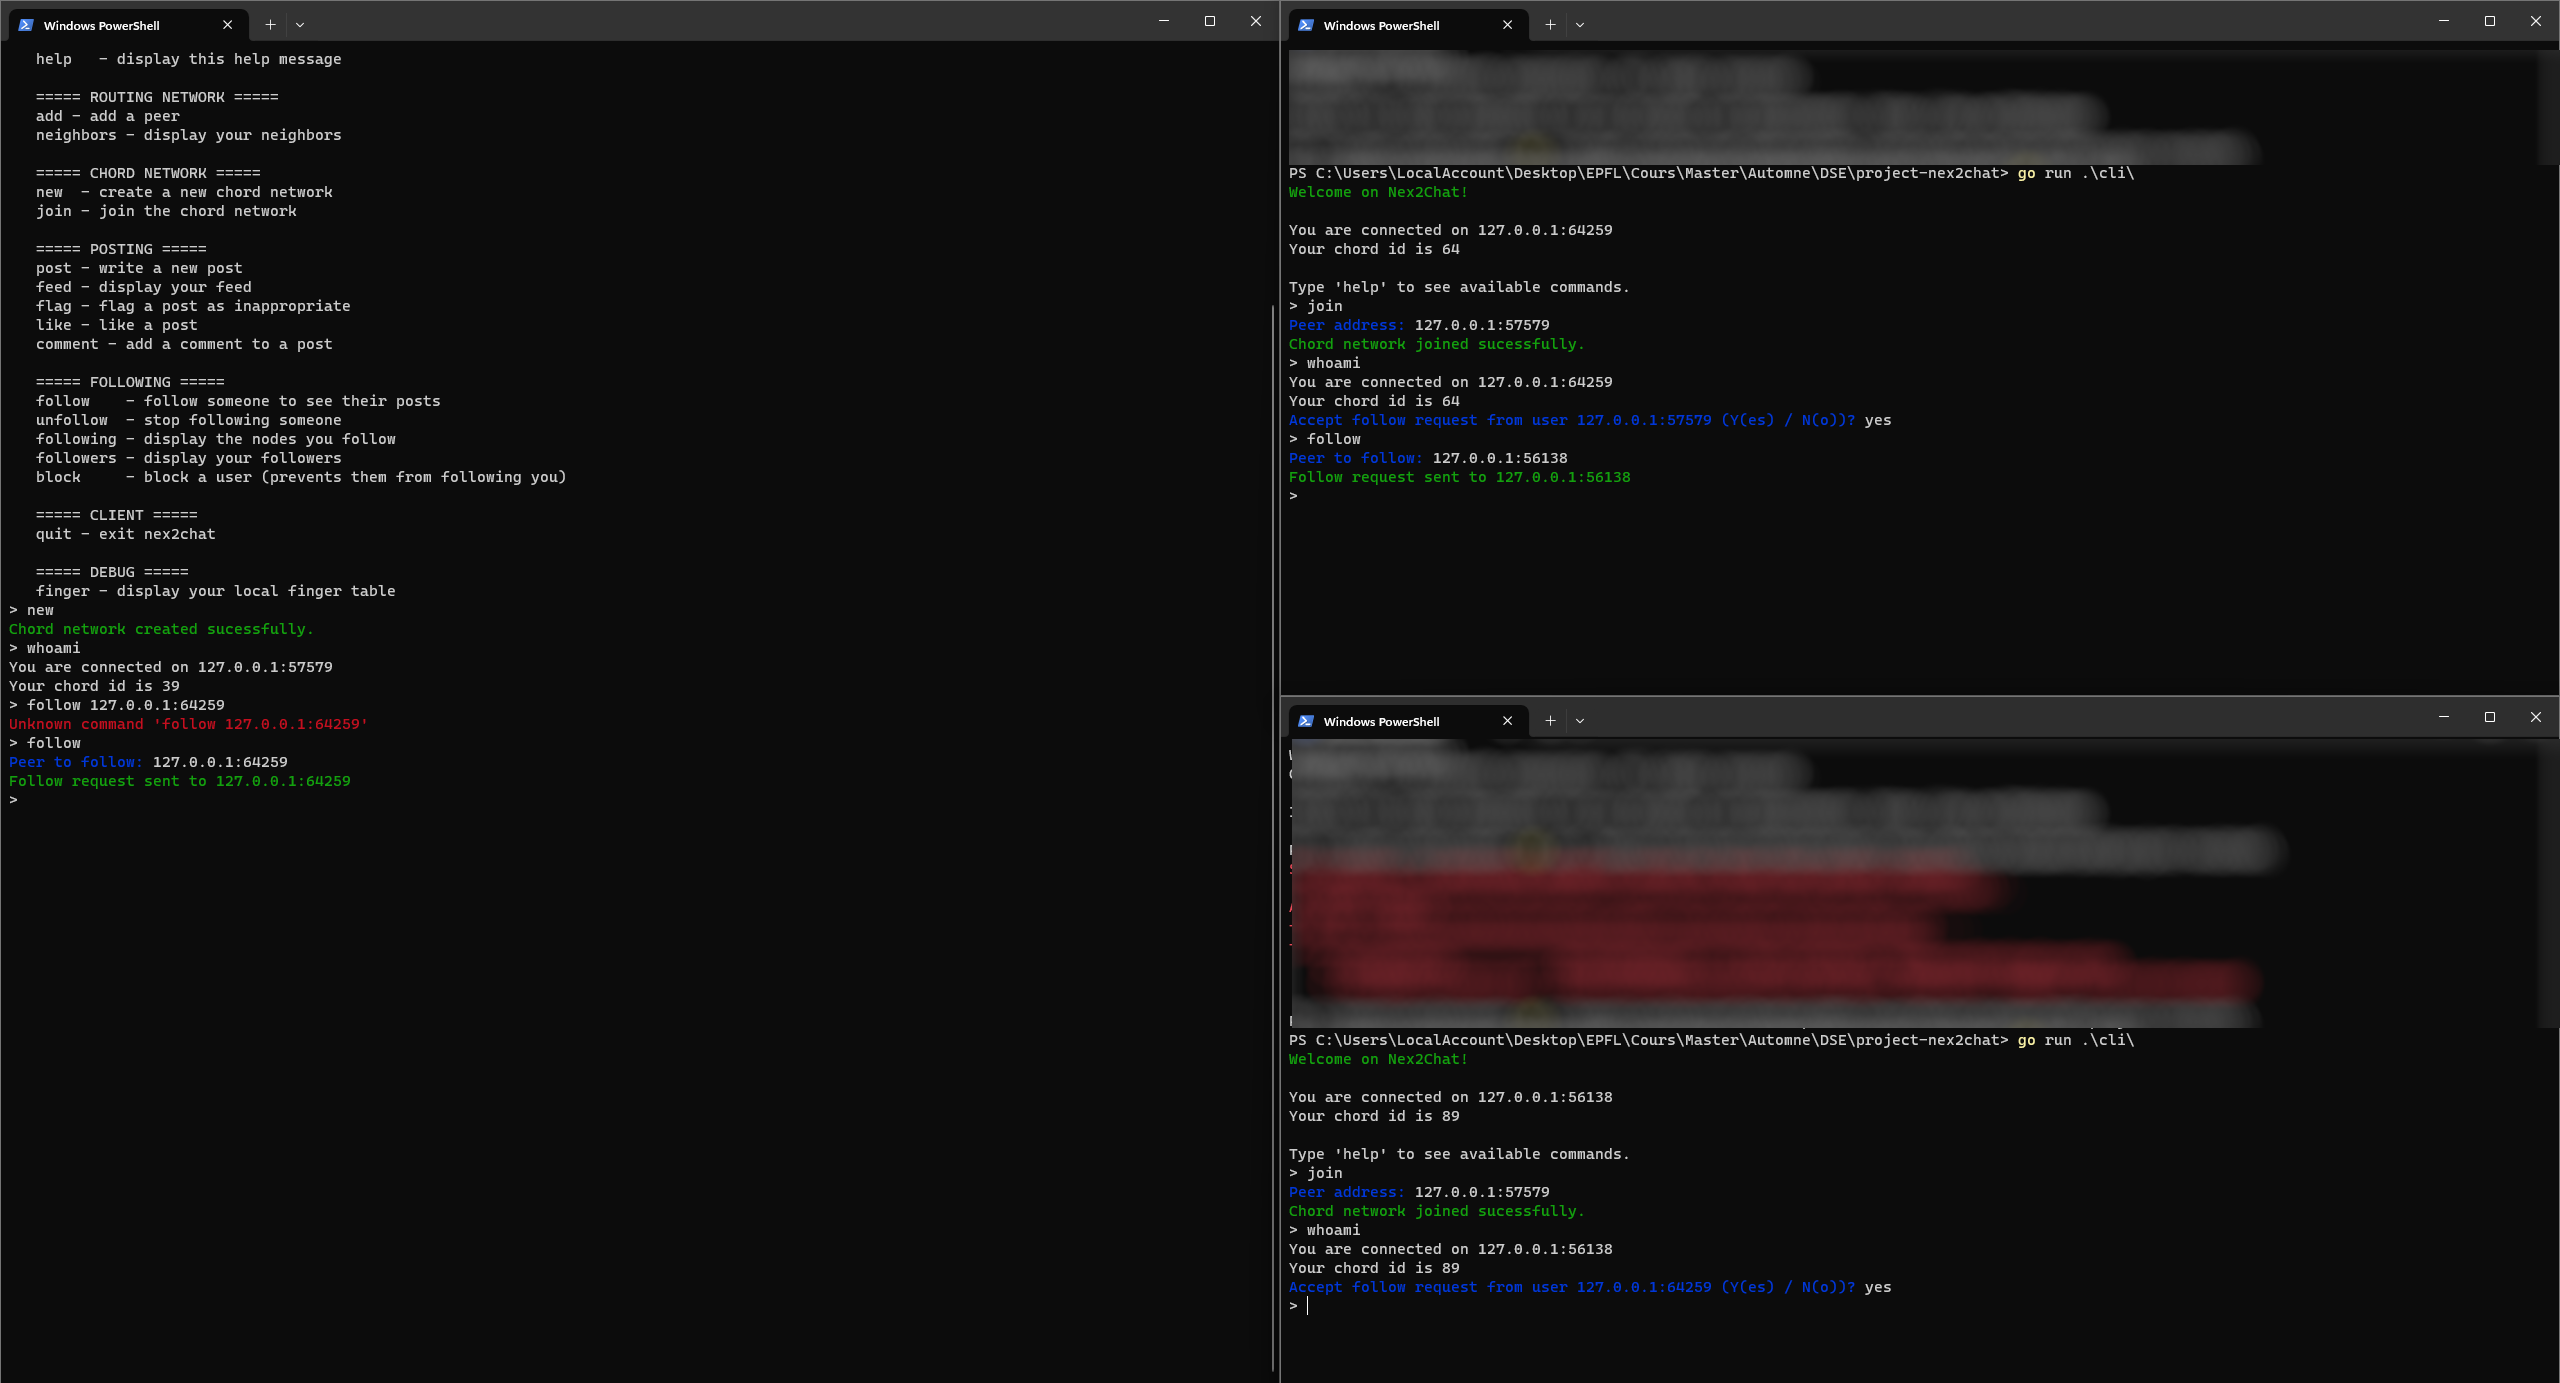 Windows PowerShell
help   - display this help message
===== ROUTING NETWORK =====
add - add a peer
neighbors - display your neighbors
===== CHORD NETWORK =====
new  - create a new chord network
join - join the chord network
===== POSTING =====
post - write a new post
feed - display your feed
flag - flag a post as inappropriate
like - like a post
comment - add a comment to a post
===== FOLLOWING =====
follow    - follow someone to see their posts
unfollow  - stop following someone
following - display the nodes you follow
followers - display your followers
block     - block a user (prevents them from following you)
===== CLIENT =====
quit - exit nex2chat
===== DEBUG =====
finger - display your local finger table
> new
Chord network created sucessfully.
> whoami
You are connected on 127.0.0.1:57579
Your chord id is 39
> follow 127.0.0.1:64259
Unknown command 'follow 127.0.0.1:64259'
> follow
Peer to follow: 127.0.0.1:64259
Follow request sent to 127.0.0.1:64259
>
Windows PowerShell
PS C:\Users\LocalAccount\Desktop\EPFL\Cours\Master\Automne\DSE\project-nex2chat> go run .\cli\
Welcome on Nex2Chat!
You are connected on 127.0.0.1:64259
Your chord id is 64
Type 'help' to see available commands.
> join
Peer address: 127.0.0.1:57579
Chord network joined sucessfully.
> whoami
You are connected on 127.0.0.1:64259
Your chord id is 64
Accept follow request from user 127.0.0.1:57579 (Y(es) / N(o))? yes
> follow
Peer to follow: 127.0.0.1:56138
Follow request sent to 127.0.0.1:56138
>
Windows PowerShell
PS C:\Users\LocalAccount\Desktop\EPFL\Cours\Master\Automne\DSE\project-nex2chat> go run .\cli\
Welcome on Nex2Chat!
You are connected on 127.0.0.1:56138
Your chord id is 89
Type 'help' to see available commands.
> join
Peer address: 127.0.0.1:57579
Chord network joined sucessfully.
> whoami
You are connected on 127.0.0.1:56138
Your chord id is 89
Accept follow request from user 127.0.0.1:64259 (Y(es) / N(o))? yes
>